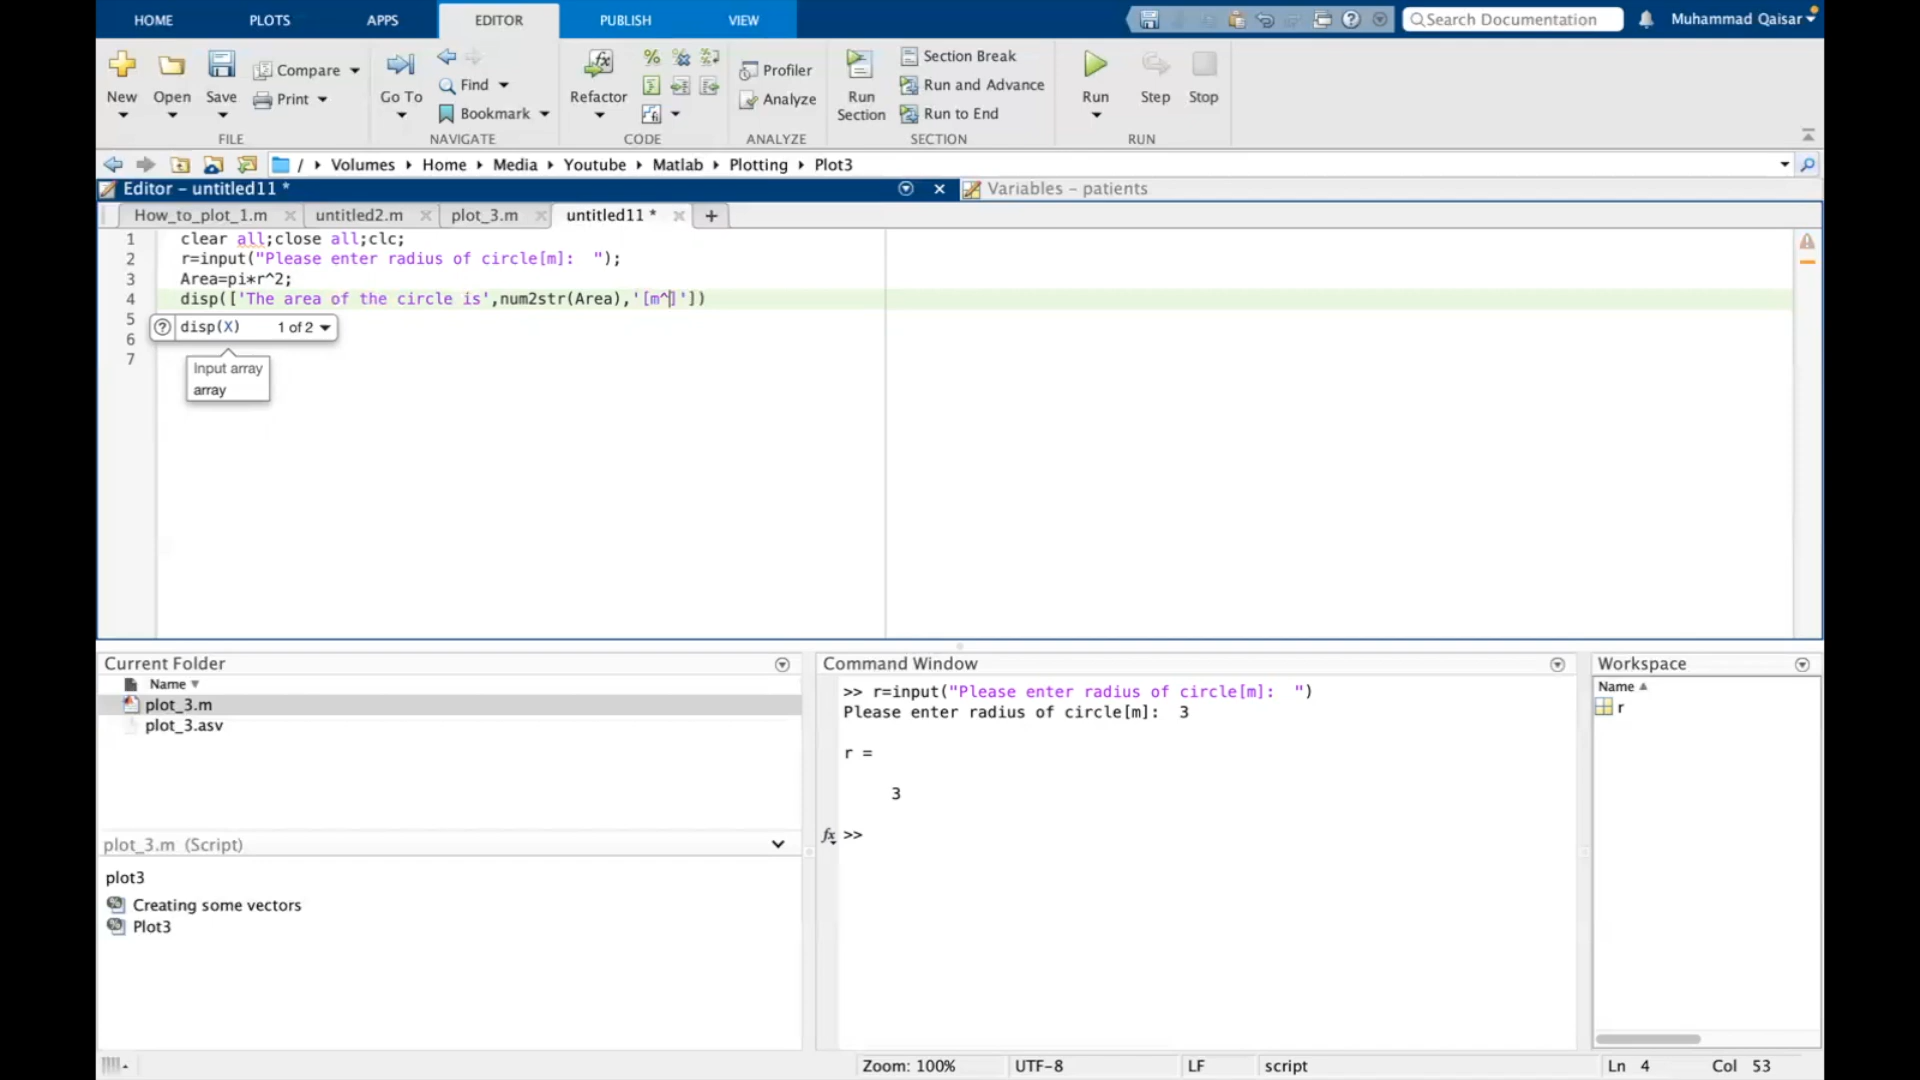 HOME PLOTS APPS EDITOR PUBLISH VIEW Search Documentation Muhammad Qaisar
New Open Save Compare Print Go To Find Bookmark Refactor Profiler Analyze Run Section Section Break Run and Advance Run to End Run Step Stop
FILE NAVIGATE CODE ANALYZE SECTION RUN
/ Volumes Home Media Youtube Matlab Plotting Plot3
Editor - untitled11 * Variables - patients
How_to_plot_1.m untitled2.m plot_3.m untitled11 * +
1 clear all;close all;clc;
2 r=input("Please enter radius of circle[m]:  ");
3 Area=pi*r^2;
4 disp(['The area of the circle is',num2str(Area),'[m^]'])
5
disp(X) 1 of 2
6
7
Input array
array
Current Folder
Name
plot_3.m
plot_3.asv
plot_3.m (Script)
plot3
Creating some vectors
Plot3
Command Window
>> r=input("Please enter radius of circle[m]:  ")
Please enter radius of circle[m]:  3
r =
3
fx >>
Workspace
Name
r
Zoom: 100% UTF-8 LF script Ln 4 Col 53